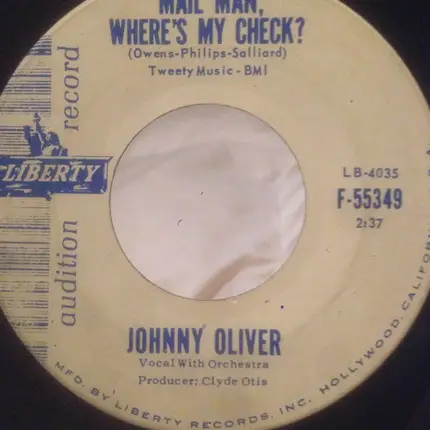 MAIL MAN,
WHERE'S MY CHECK?
(Owens-Philips-Salliard)
Tweety Music - BMI
audition record
LIBERTY
LB-4035
F-55349
2:37
JOHNNY OLIVER
Vocal With Orchestra
Producer: Clyde Otis
MFD. BY LIBERTY RECORDS, INC. HOLLYWOOD, CALIFOR